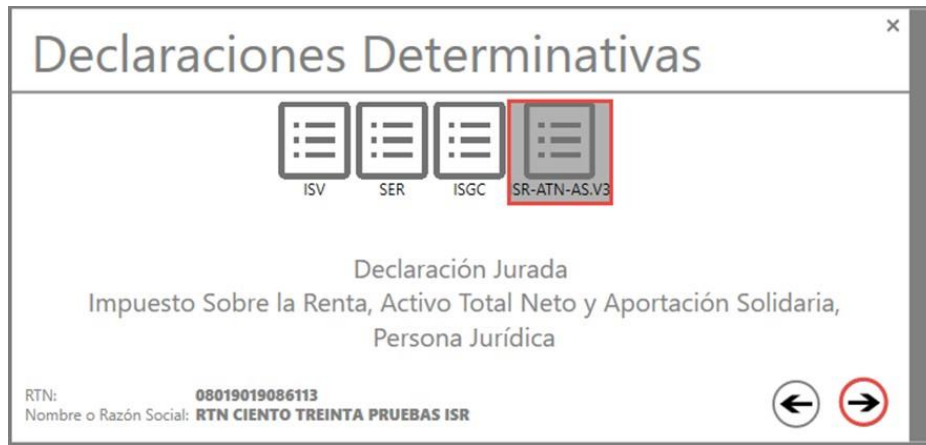 Declaraciones Determinativas
×
ISV SER ISGC SR-ATN-AS.V3
Declaración Jurada
Impuesto Sobre la Renta, Activo Total Neto y Aportación Solidaria,
Persona Jurídica
RTN: 08019019086113
Nombre o Razón Social: RTN CIENTO TREINTA PRUEBAS ISR